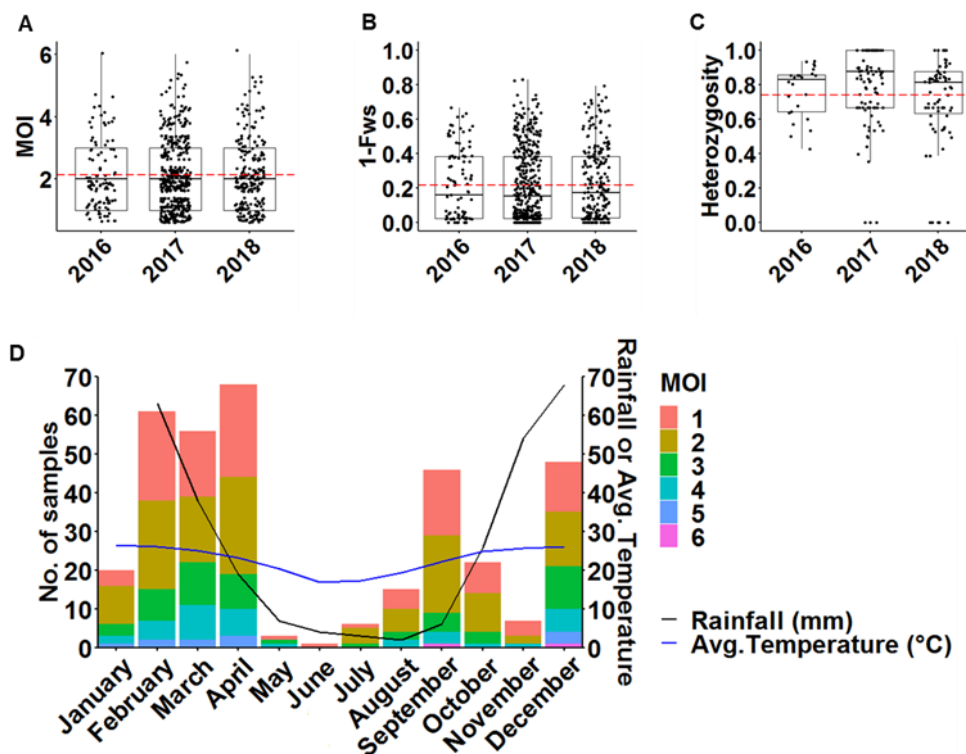 A
MOI
6
4
2
2016
2017
2018
B
1-Fws
1.0
0.8
0.6
0.4
0.2
0.0
2016
2017
2018
C
Heterozygosity
1.0
0.8
0.6
0.4
0.2
0.0
2016
2017
2018
D
No. of samples
70
60
50
40
30
20
10
0
January
February
March
April
May
June
July
August
September
October
November
December
70
60
50
40
30
20
10
0
Rainfall or Avg. Temperature
MOI
1
2
3
4
5
6
Rainfall (mm)
Avg.Temperature (°C)